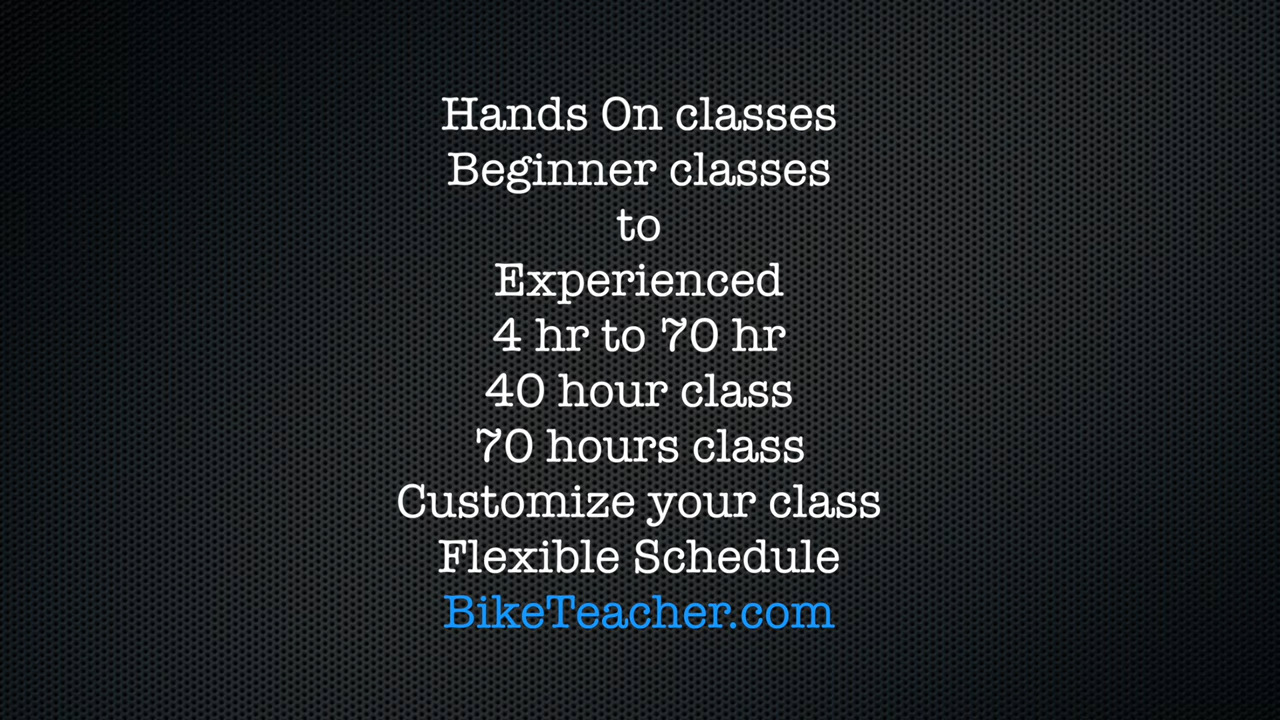 Hands On classes
Beginner classes
to
Experienced
4 hr to 70 hr
40 hour class
70 hours class
Customize your class
Flexible Schedule
BikeTeacher.com